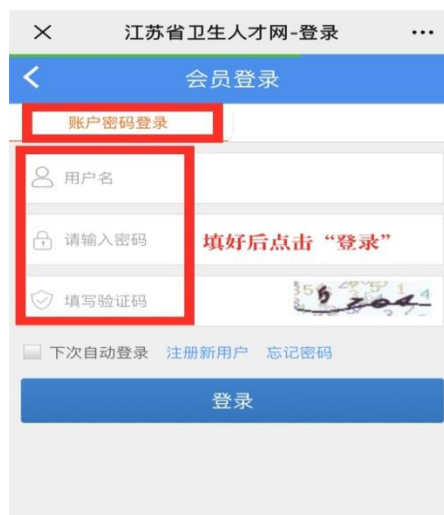 江苏省卫生人才网-登录
会员登录
账户密码登录
用户名
请输入密码
填好后点击“登录”
填写验证码
下次自动登录 注册新用户 忘记密码
登录